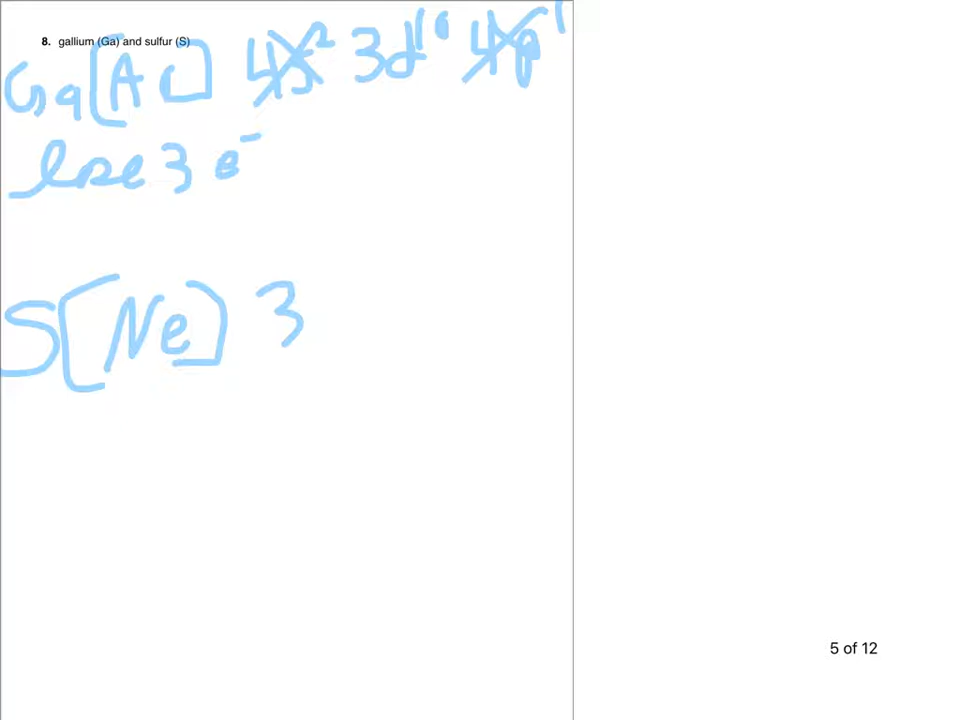 8. gallium (Ga) and sulfur (S)
Ga [Ar] 4s² 3d¹⁰ 4p¹
lose 3 e⁻
S [Ne] 3
5 of 12